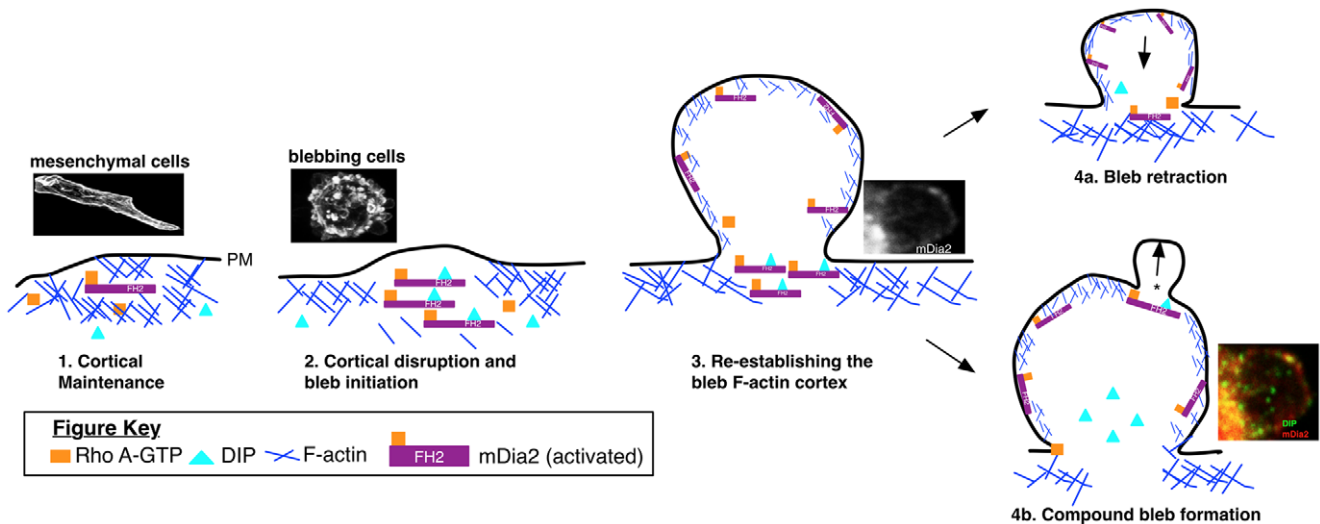 mesenchymal cells
PM
FH2
1. Cortical
Maintenance
blebbing cells
FH2
FH2
FH2
2. Cortical disruption and
bleb initiation
FH2
FH2
FH2
FH2
FH2
FH2
FH2
mDia2
3. Re-establishing the
bleb F-actin cortex
FH2
4a. Bleb retraction
*
FH2
FH2
FH2
FH2
DIP
mDia2
4b. Compound bleb formation
Figure Key
Rho A-GTP
DIP
F-actin
FH2
mDia2 (activated)